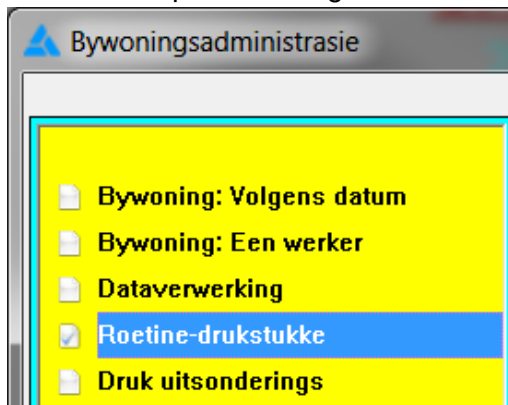 Bywoningsadministrasie
Bywoning: Volgens datum
Bywoning: Een werker
Dataverwerking
Roetine-drukstukke
Druk uitsonderings